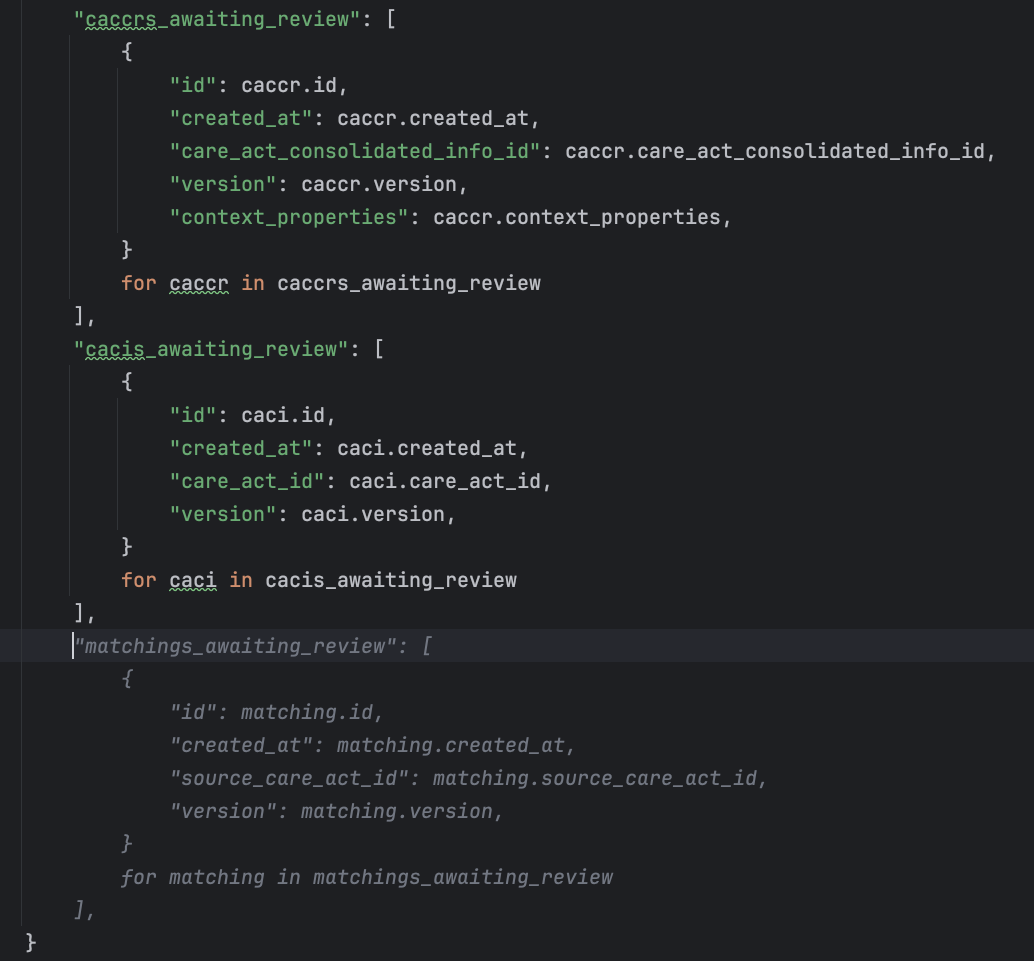 "caccrs_awaiting_review": [
{
"id": caccr.id,
"created_at": caccr.created_at,
"care_act_consolidated_info_id": caccr.care_act_consolidated_info_id,
"version": caccr.version,
"context_properties": caccr.context_properties,
}
for caccr in caccrs_awaiting_review
],
"cacis_awaiting_review": [
{
"id": caci.id,
"created_at": caci.created_at,
"care_act_id": caci.care_act_id,
"version": caci.version,
}
for caci in cacis_awaiting_review
],
"matchings_awaiting_review": [
{
"id": matching.id,
"created_at": matching.created_at,
"source_care_act_id": matching.source_care_act_id,
"version": matching.version,
}
for matching in matchings_awaiting_review
],
}